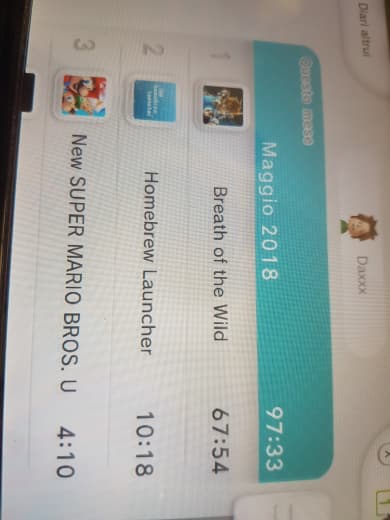 Diari altrui
Daxxx
Questo mese
Maggio 2018 97:33
1 Breath of the Wild 67:54
2 Homebrew Launcher 10:18
3 New SUPER MARIO BROS. U 4:10